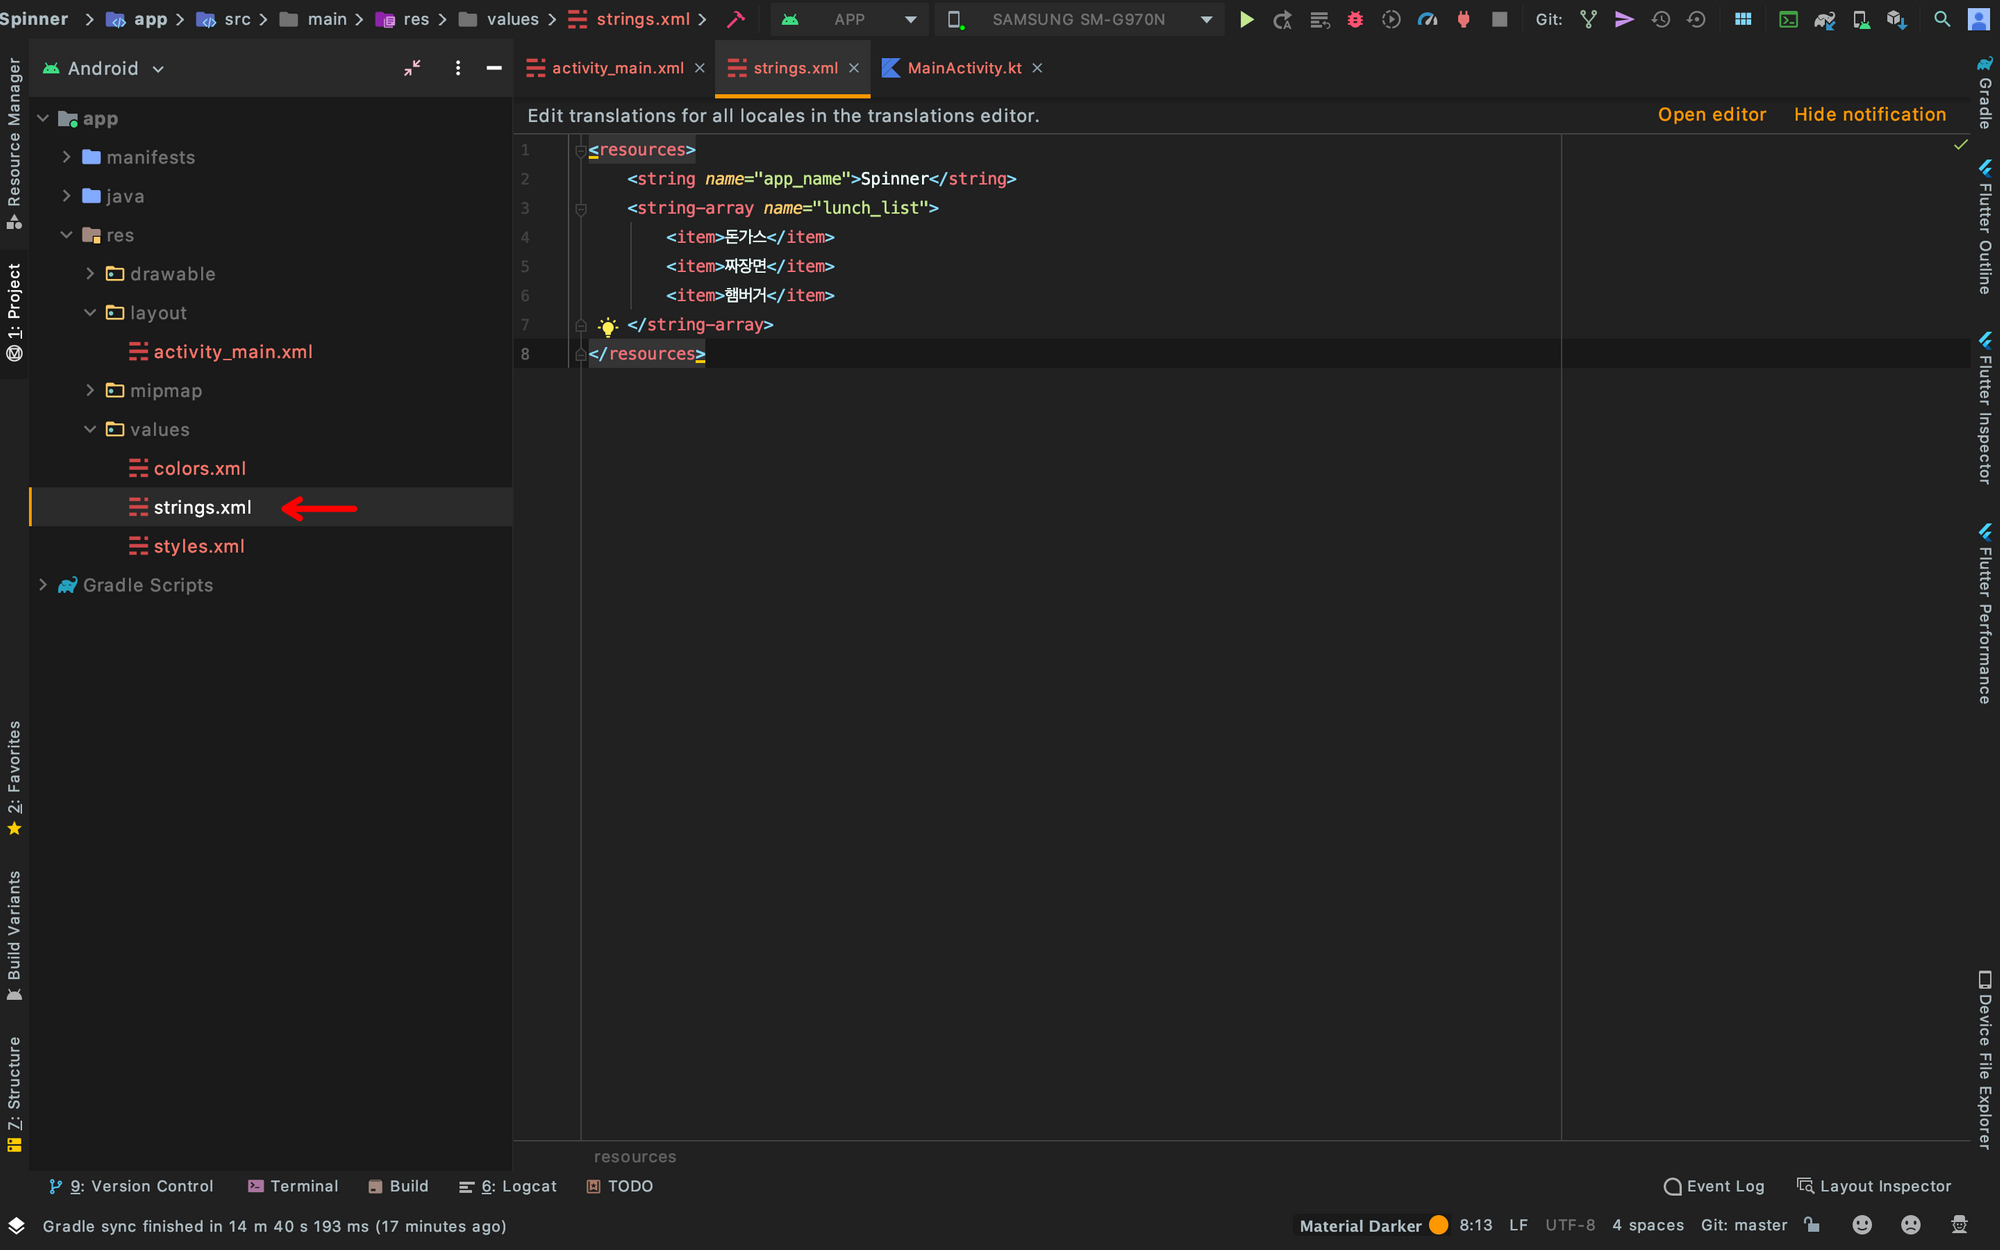 Spinner > app > src > main > res > values > strings.xml > APP SAMSUNG SM-G970N Git:
Android
activity_main.xml strings.xml MainActivity.kt
Edit translations for all locales in the translations editor. Open editor Hide notification
app
manifests
java
res
drawable
layout
activity_main.xml
mipmap
values
colors.xml
strings.xml
styles.xml
Gradle Scripts
1 <resources>
2 <string name="app_name">Spinner</string>
3 <string-array name="lunch_list">
4 <item>돈가스</item>
5 <item>짜장면</item>
6 <item>햄버거</item>
7 </string-array>
8 </resources>
Resource Manager
1: Project
2: Favorites
Build Variants
Z: Structure
Gradle
Flutter Outline
Flutter Inspector
Flutter Performance
Device File Explorer
resources
9: Version Control Terminal Build 6: Logcat TODO Event Log Layout Inspector
Gradle sync finished in 14 m 40 s 193 ms (17 minutes ago) Material Darker 8:13 LF UTF-8 4 spaces Git: master